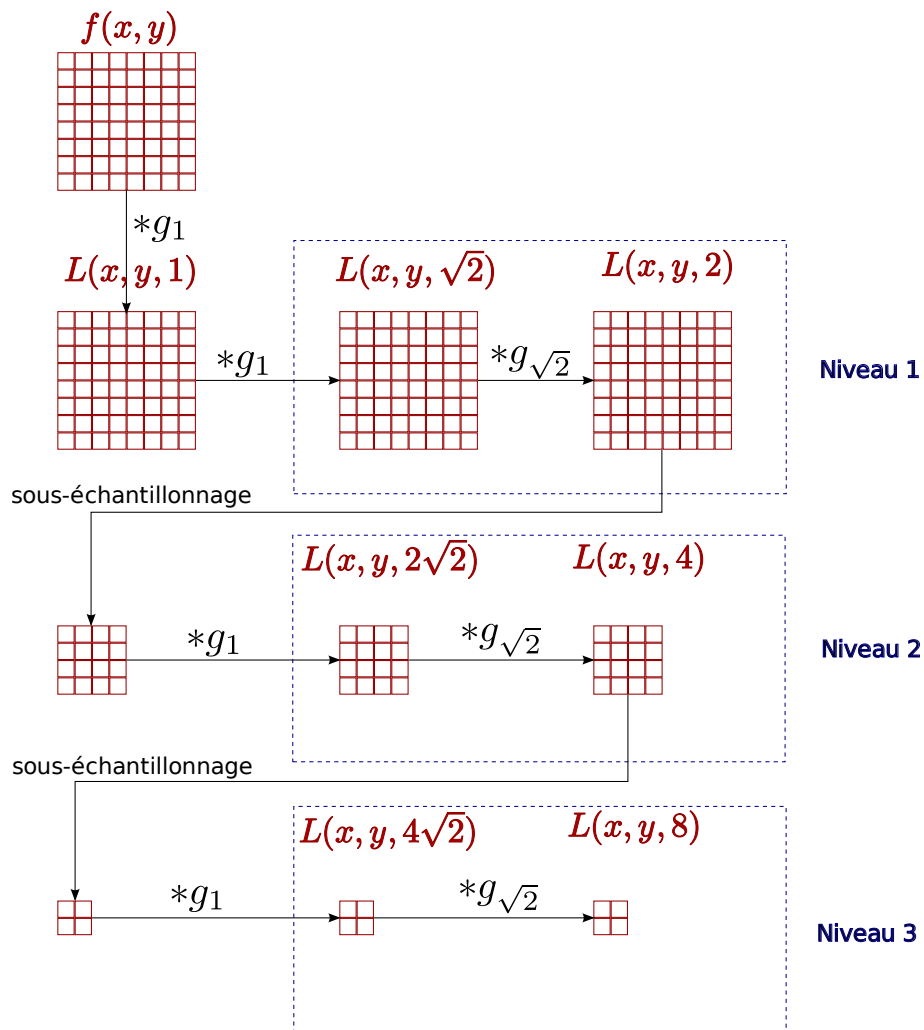 f(x, y)
*g₁
L(x, y, 1)
L(x, y, √2)
L(x, y, 2)
*g₁
*g√2
Niveau 1
sous-échantillonnage
L(x, y, 2√2)
L(x, y, 4)
*g₁
*g√2
Niveau 2
sous-échantillonnage
L(x, y, 4√2)
L(x, y, 8)
*g₁
*g√2
Niveau 3